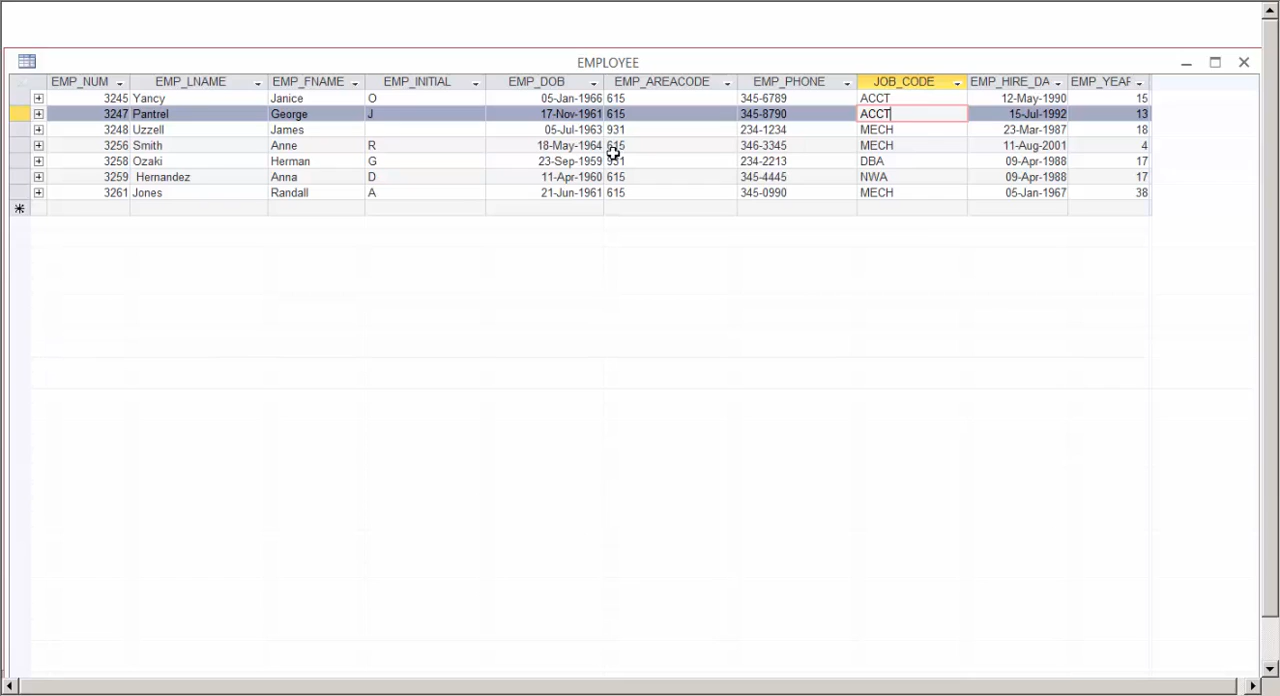 EMPLOYEE
EMP_NUM EMP_LNAME EMP_FNAME EMP_INITIAL EMP_DOB EMP_AREACODE EMP_PHONE JOB_CODE EMP_HIRE_DA EMP_YEAR
3245 Yancy Janice O 05-Jan-1966 615 345-6789 ACCT 12-May-1990 15
3247 Pantrel George J 17-Nov-1961 615 345-8790 ACCT 15-Jul-1992 13
3248 Uzzell James 05-Jul-1963 931 234-1234 MECH 23-Mar-1987 18
3256 Smith Anne R 18-May-1964 615 346-3345 MECH 11-Aug-2001 4
3258 Ozaki Herman G 23-Sep-1959 931 234-2213 DBA 09-Apr-1988 17
3259 Hernandez Anna D 11-Apr-1960 615 345-4445 NWA 09-Apr-1988 17
3261 Jones Randall A 21-Jun-1961 615 345-0990 MECH 05-Jan-1967 38